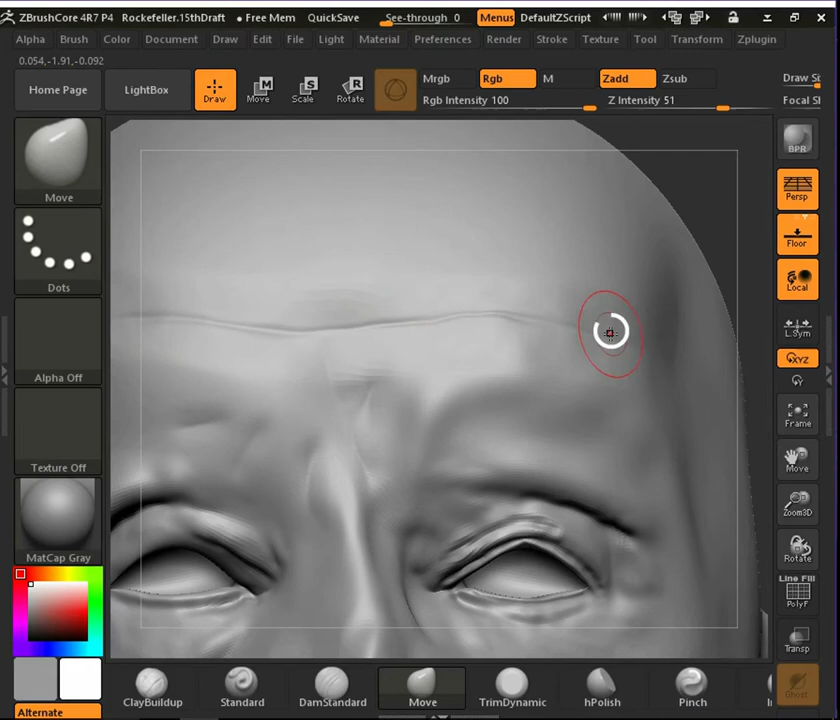 ZBrushCore 4R7 P4 Rockefeller.15thDraft • Free Mem • QuickSave See-through 0 Menus DefaultZScript
Alpha Brush Color Document Draw Edit File Light Material Preferences Render Stroke Texture Tool Transform Zplugin
0.054,-1.91,-0.092
Home Page LightBox Draw Move Scale Rotate Mrgb Rgb M Zadd Zsub Draw
Rgb Intensity 100 Z Intensity 51 Focal
BPR
Move
Persp
Floor
Dots
Local
L.Sym
Alpha Off
XYZ
Frame
Texture Off
Move
Zoom3D
MatCap Gray
Rotate
Line Fill
PolyF
Transp
Ghost
Alternate
ClayBuildup Standard DamStandard Move TrimDynamic hPolish Pinch